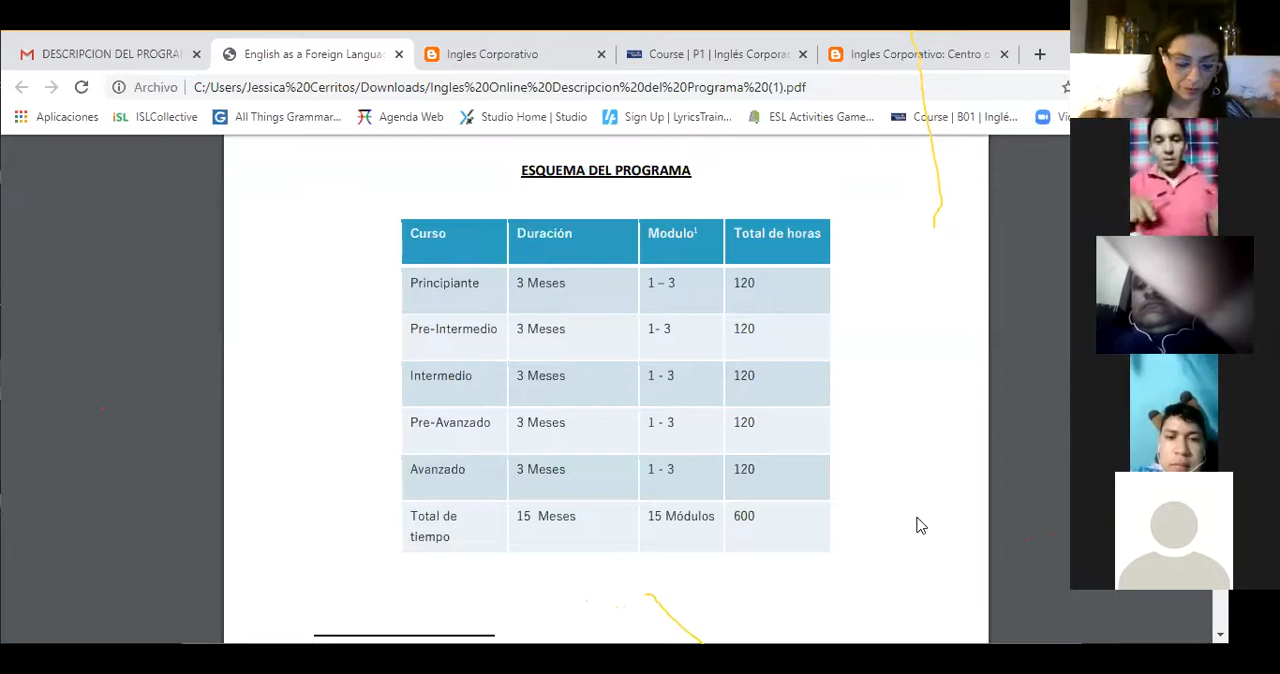 DESCRIPCION DEL PROGRA
English as a Foreign Langua
Ingles Corporativo
Course | P1 | Inglés Corpora
Ingles Corporativo: Centro
Archivo
C:/Users/Jessica%20Cerritos/Downloads/Ingles%20Online%20Descripcion%20del%20Programa%20(1).pdf
Aplicaciones
iSL ISLCollective
All Things Grammar...
Agenda Web
Studio Home | Studio
Sign Up | LyricsTrain...
ESL Activities Game...
Course | B01 | Inglé...
ESQUEMA DEL PROGRAMA
Curso Duración Modulo¹ Total de horas
Principiante 3 Meses 1 – 3 120
Pre-Intermedio 3 Meses 1- 3 120
Intermedio 3 Meses 1 - 3 120
Pre-Avanzado 3 Meses 1 - 3 120
Avanzado 3 Meses 1 - 3 120
Total de 15 Meses 15 Módulos 600
tiempo